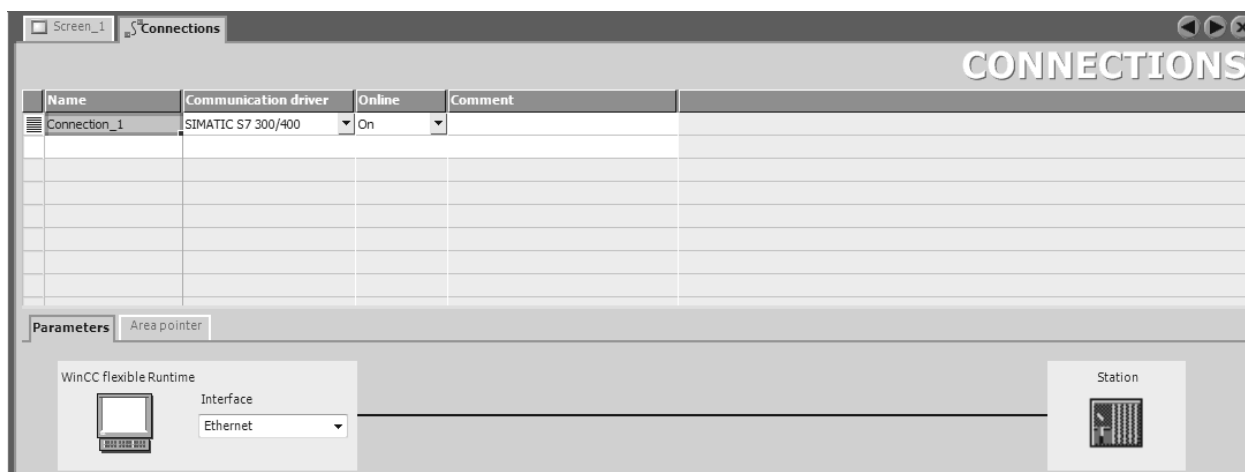 Screen_1 Connections
CONNECTIONS
Name Communication driver Online Comment
Connection_1 SIMATIC S7 300/400 On
Parameters Area pointer
WinCC flexible Runtime Station
Interface
Ethernet